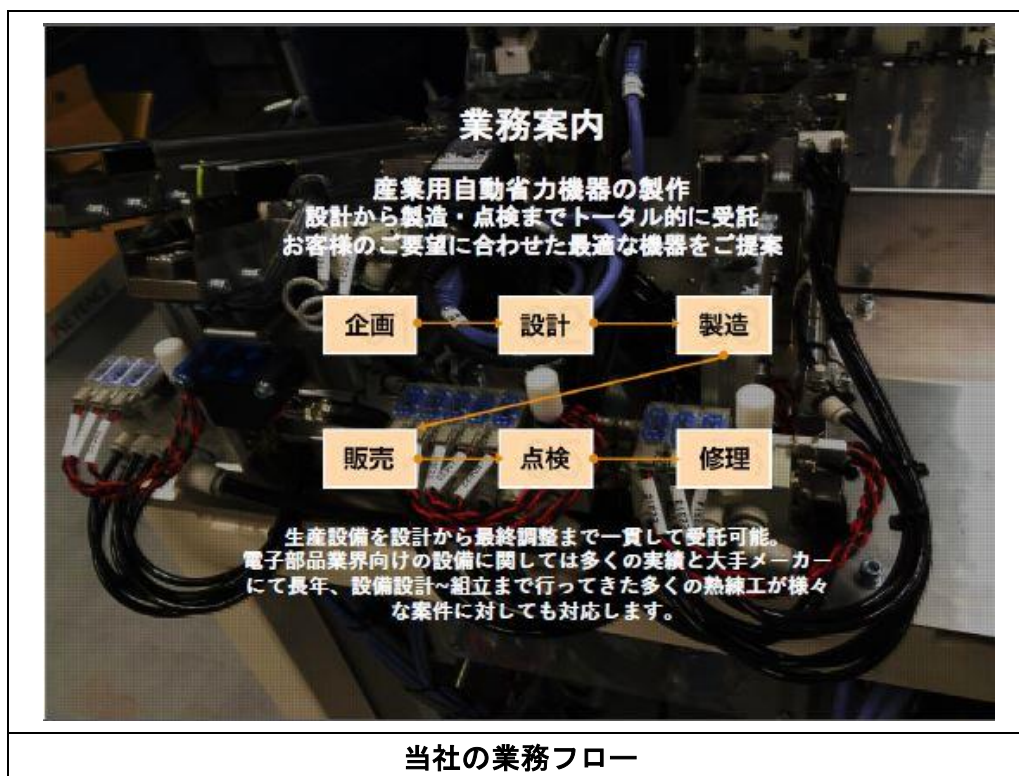 業務案内
産業用自動省力機器の製作
設計から製造・点検までトータル的に受託
お客様のご要望に合わせた最適な機器をご提案
企画 設計 製造
販売 点検 修理
生産設備を設計から最終調整まで一貫して受託可能。
電子部品業界向けの設備に関しては多くの実績と大手メーカー
にて長年、設備設計~組立まで行ってきた多くの熟練工が様々
な案件に対しても対応します。
KEYENCE
当社の業務フロー